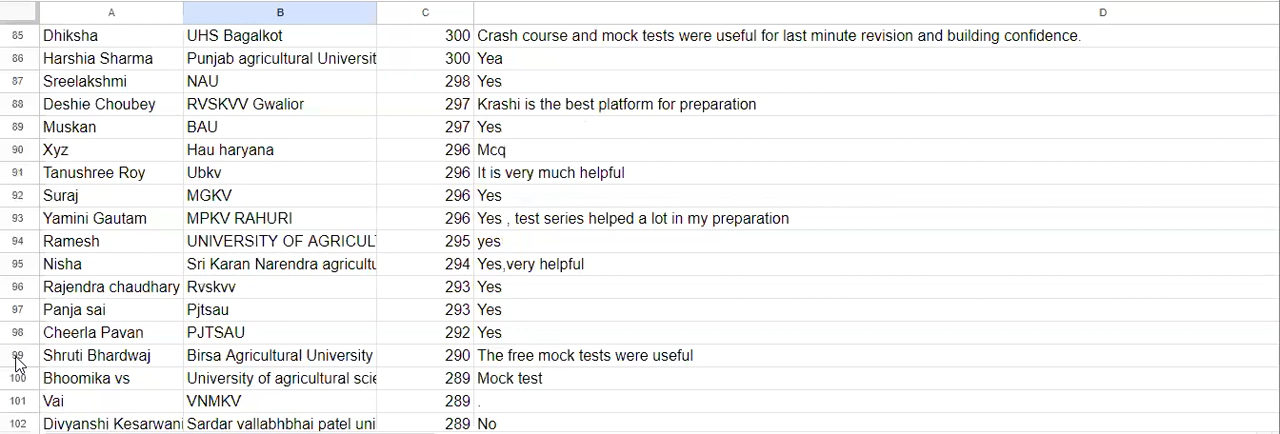 A B C D
85 Dhiksha UHS Bagalkot 300 Crash course and mock tests were useful for last minute revision and building confidence.
86 Harshia Sharma Punjab agricultural Universit 300 Yea
87 Sreelakshmi NAU 298 Yes
88 Deshie Choubey RVSKVV Gwalior 297 Krashi is the best platform for preparation
89 Muskan BAU 297 Yes
90 Xyz Hau haryana 296 Mcq
91 Tanushree Roy Ubkv 296 It is very much helpful
92 Suraj MGKV 296 Yes
93 Yamini Gautam MPKV RAHURI 296 Yes , test series helped a lot in my preparation
94 Ramesh UNIVERSITY OF AGRICUL 295 yes
95 Nisha Sri Karan Narendra agricultu 294 Yes,very helpful
96 Rajendra chaudhary Rvskvv 293 Yes
97 Panja sai Pjtsau 293 Yes
98 Cheerla Pavan PJTSAU 292 Yes
99 Shruti Bhardwaj Birsa Agricultural University 290 The free mock tests were useful
100 Bhoomika vs University of agricultural scie 289 Mock test
101 Vai VNMKV 289 .
102 Divyanshi Kesarwani Sardar vallabhbhai patel uni 289 No